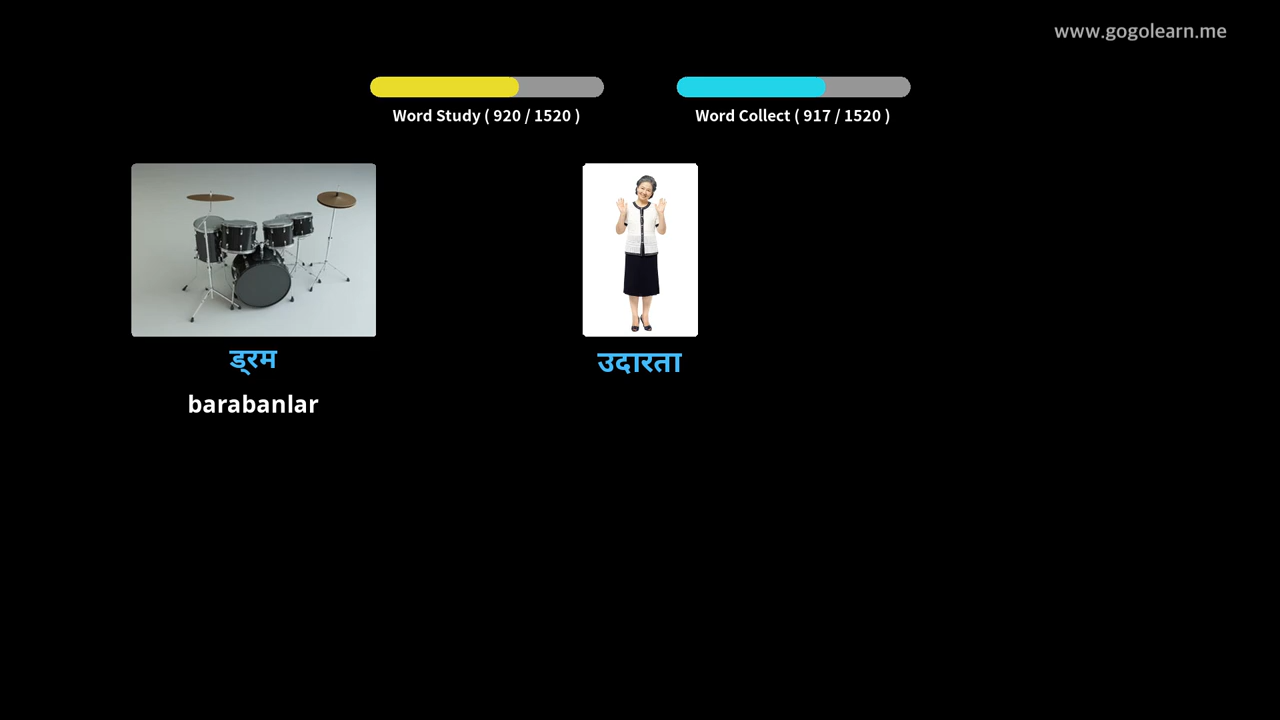 www.gogolearn.me
Word Study ( 920 / 1520 )
Word Collect ( 917 / 1520 )
ड्रम
barabanlar
उदारता